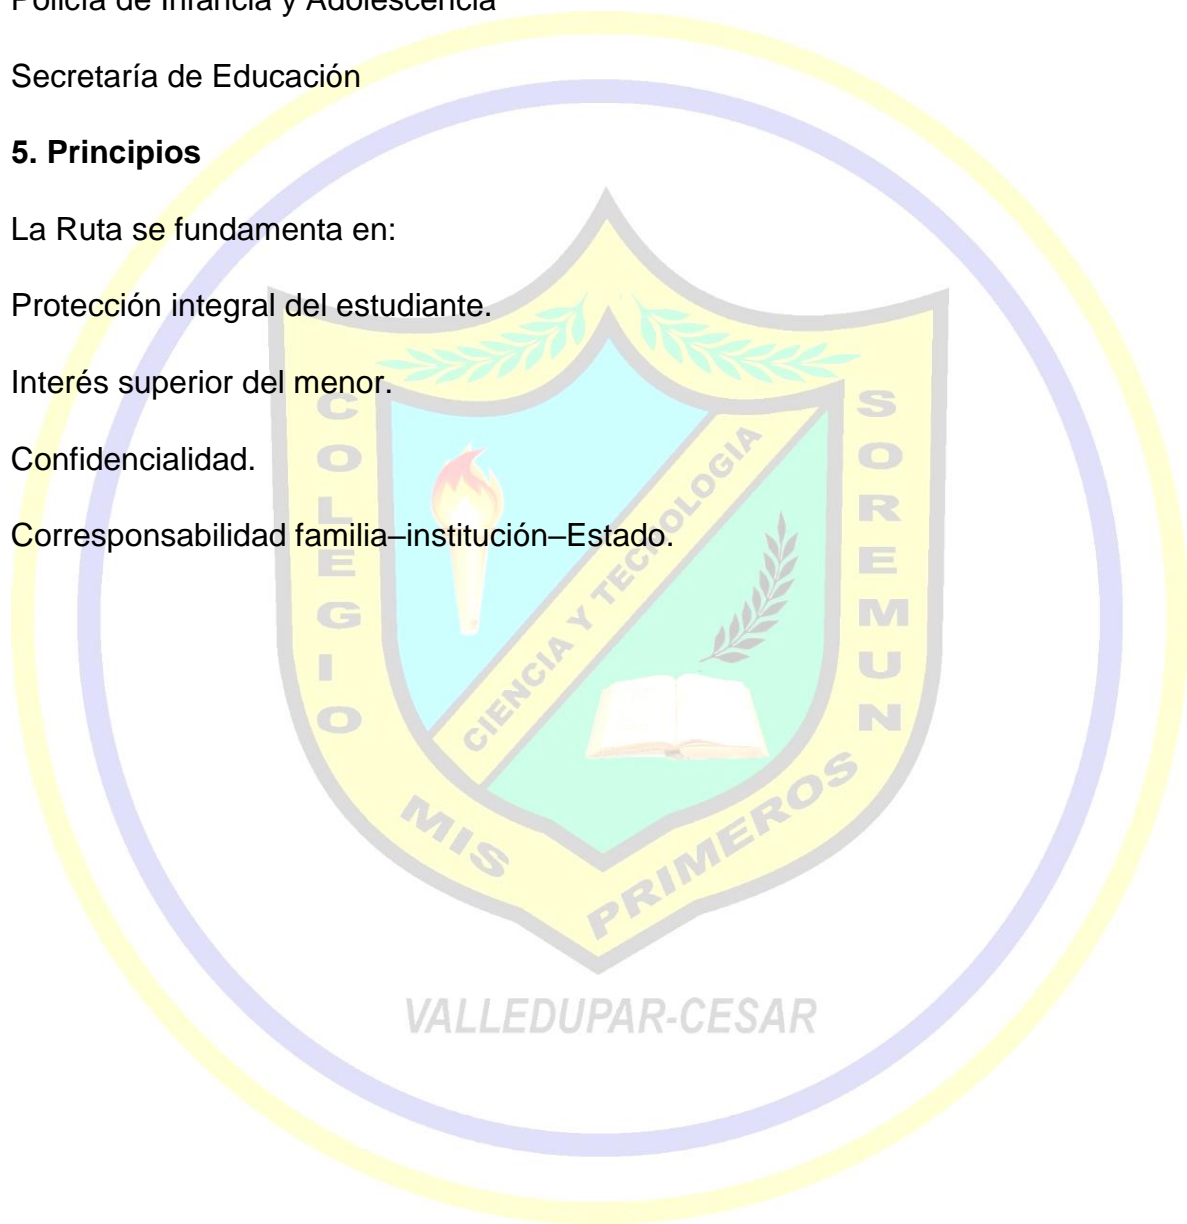 Policía de Infancia y Adolescencia
Secretaría de Educación
5. Principios
La Ruta se fundamenta en:
Protección integral del estudiante.
Interés superior del menor.
Confidencialidad.
Corresponsabilidad familia–institución–Estado.
COLEGIO
SOREMUN
CIENCIA Y TECNOLOGIA
MIS PRIMEROS
VALLEDUPAR-CESAR